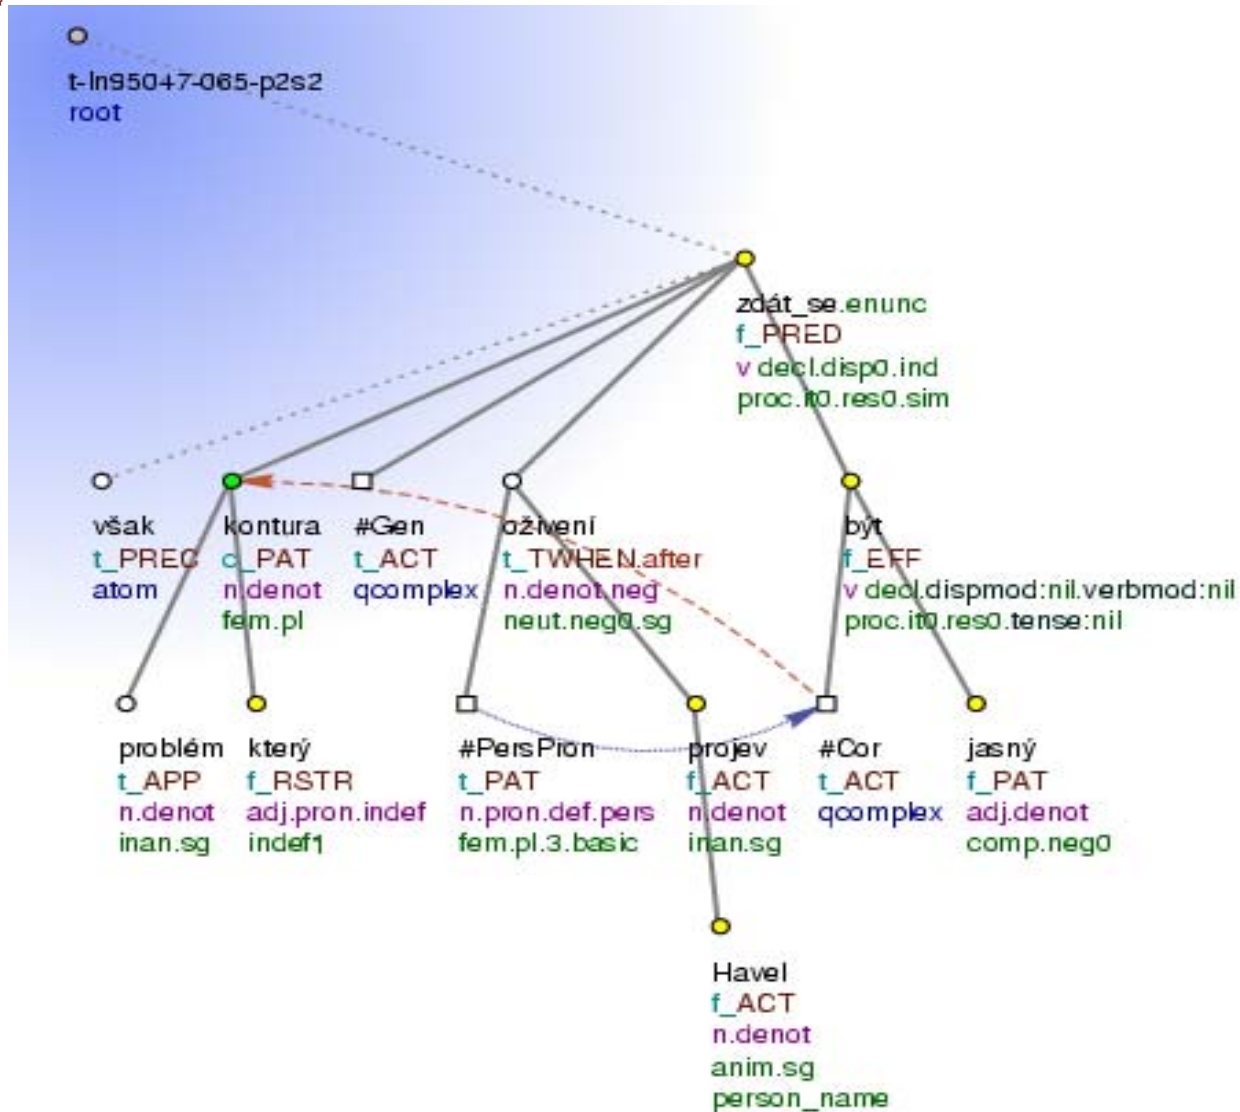 t-ln95047-065-p2s2
root
zdát_se.enunc
f_PRED
v decl.disp0.ind
proc.it0.res0.sim
však
t_PREC
atom
kontura
c_PAT
n.denot
fem.pl
#Gen
t_ACT
qcomplex
oživení
t_TWHEN.after
n.denot.neg
neut.neg0.sg
být
f_EFF
v decl.dispmod:nil.verbmod:nil
proc.it0.res0.tense:nil
problém
t_APP
n.denot
inan.sg
který
f_RSTR
adj.pron.indef
indef1
#PersPron
t_PAT
n.pron.def.pers
fem.pl.3.basic
projev
f_ACT
n.denot
inan.sg
#Cor
t_ACT
qcomplex
jasný
f_PAT
adj.denot
comp.neg0
Havel
f_ACT
n.denot
anim.sg
person_name